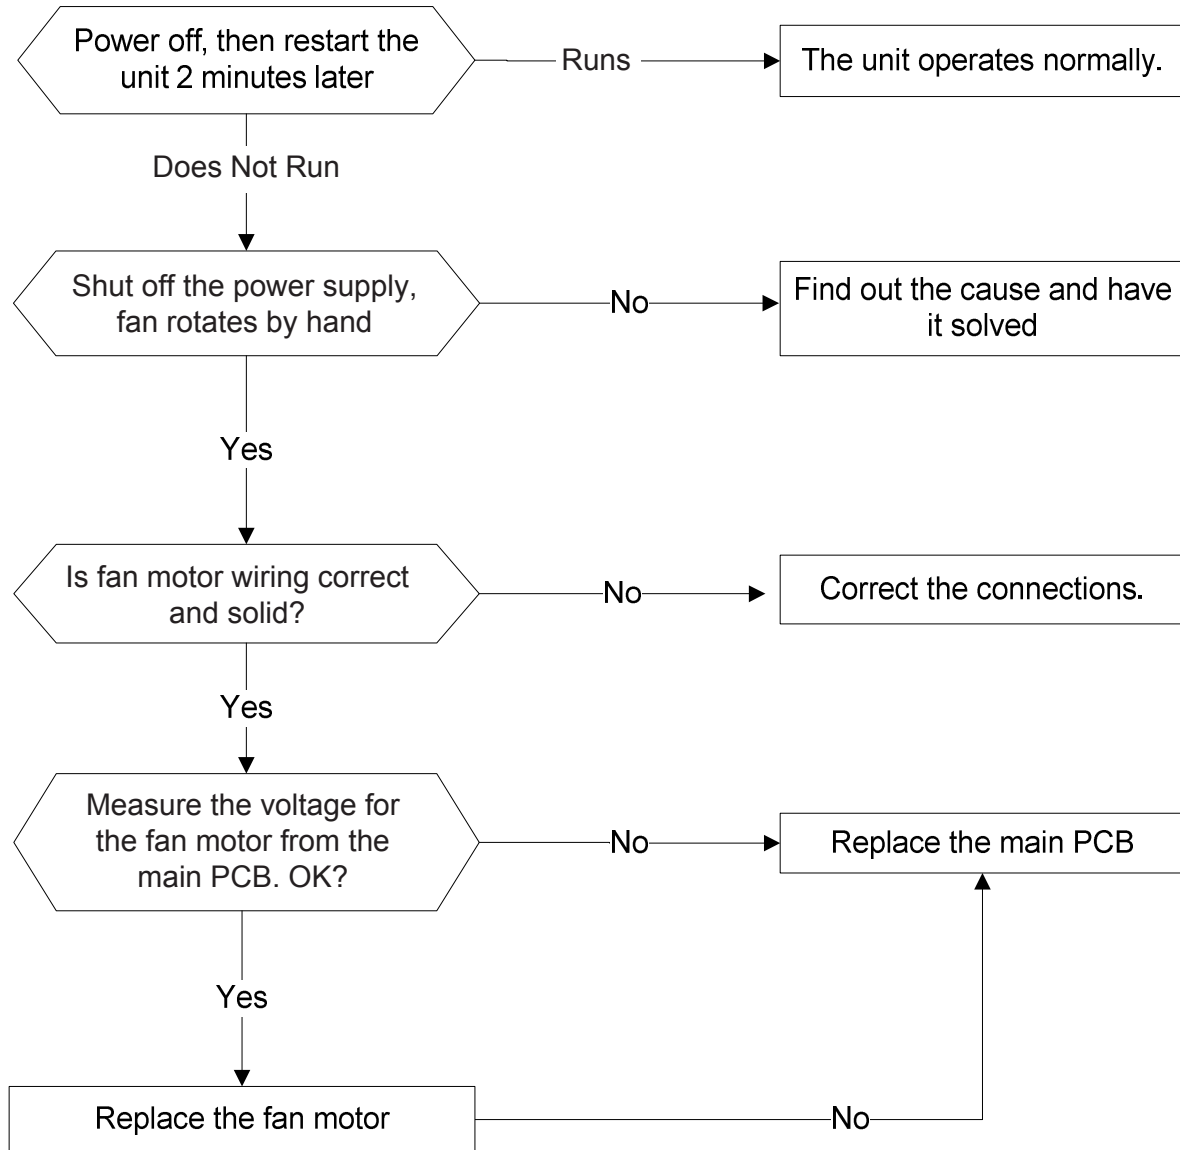 Power off, then restart the
unit 2 minutes later
Runs
The unit operates normally.
Does Not Run
Shut off the power supply,
fan rotates by hand
No
Find out the cause and have
it solved
Yes
Is fan motor wiring correct
and solid?
No
Correct the connections.
Yes
Measure the voltage for
the fan motor from the
main PCB. OK?
No
Replace the main PCB
Yes
Replace the fan motor
No